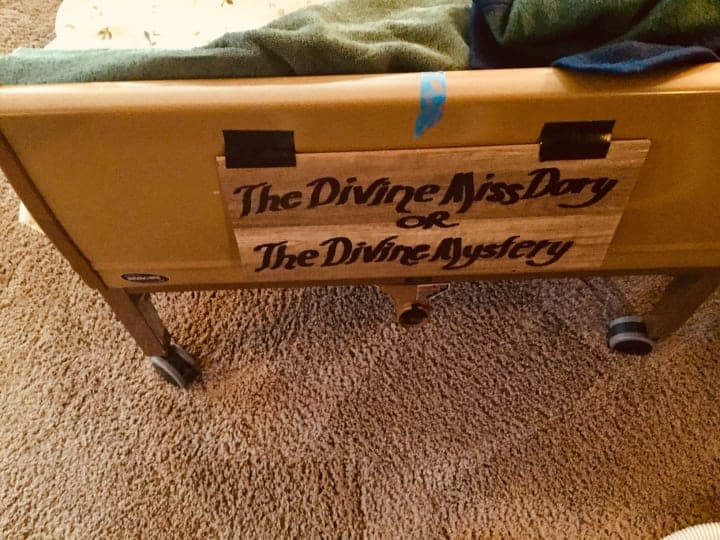 The Divine Miss Dory
OR
The Divine Mystery